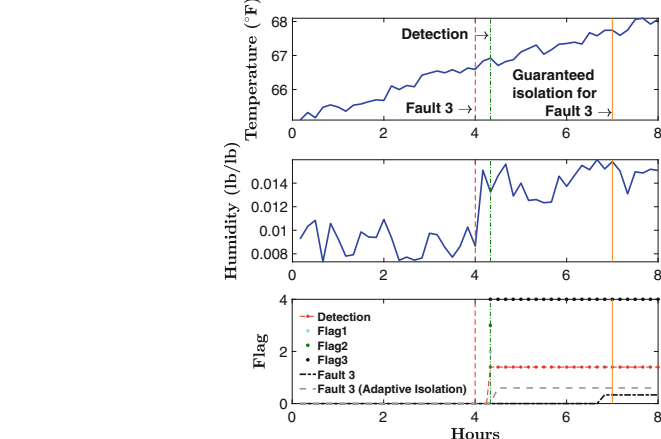 Temperature (°F)
68
67
66
Detection →
Fault 3 →
Guaranteed
isolation for
Fault 3 →
0 2 4 6 8
Humidity (lb/lb)
0.014
0.012
0.01
0.008
0 2 4 6 8
Flag
4
2
0
Detection
Flag1
Flag2
Flag3
Fault 3
Fault 3 (Adaptive Isolation)
0 2 4 6 8
Hours